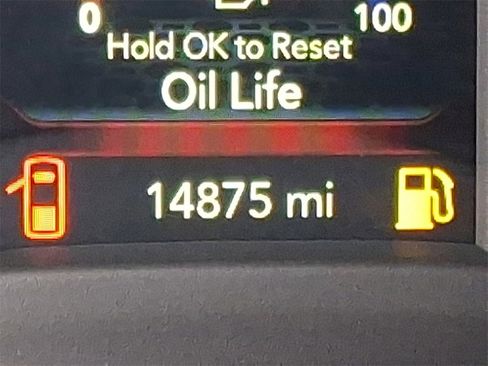 0 100
Hold OK to Reset
Oil Life
14875 mi